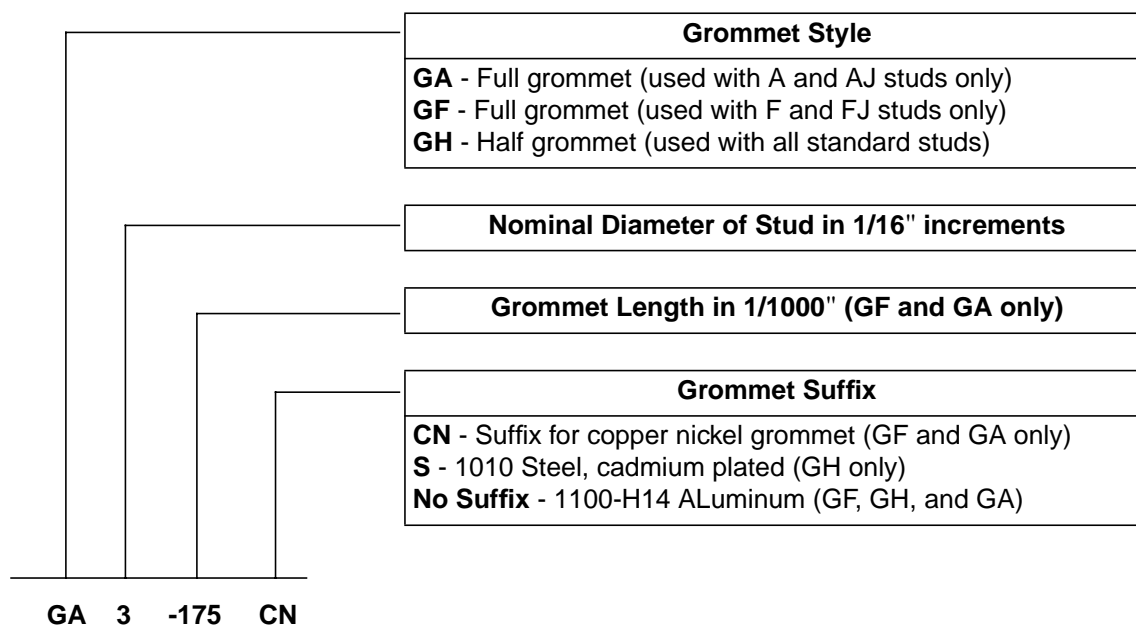 Grommet Style
GA - Full grommet (used with A and AJ studs only)
GF - Full grommet (used with F and FJ studs only)
GH - Half grommet (used with all standard studs)
Nominal Diameter of Stud in 1/16" increments
Grommet Length in 1/1000" (GF and GA only)
Grommet Suffix
CN - Suffix for copper nickel grommet (GF and GA only)
S - 1010 Steel, cadmium plated (GH only)
No Suffix - 1100-H14 ALuminum (GF, GH, and GA)
GA 3 -175 CN